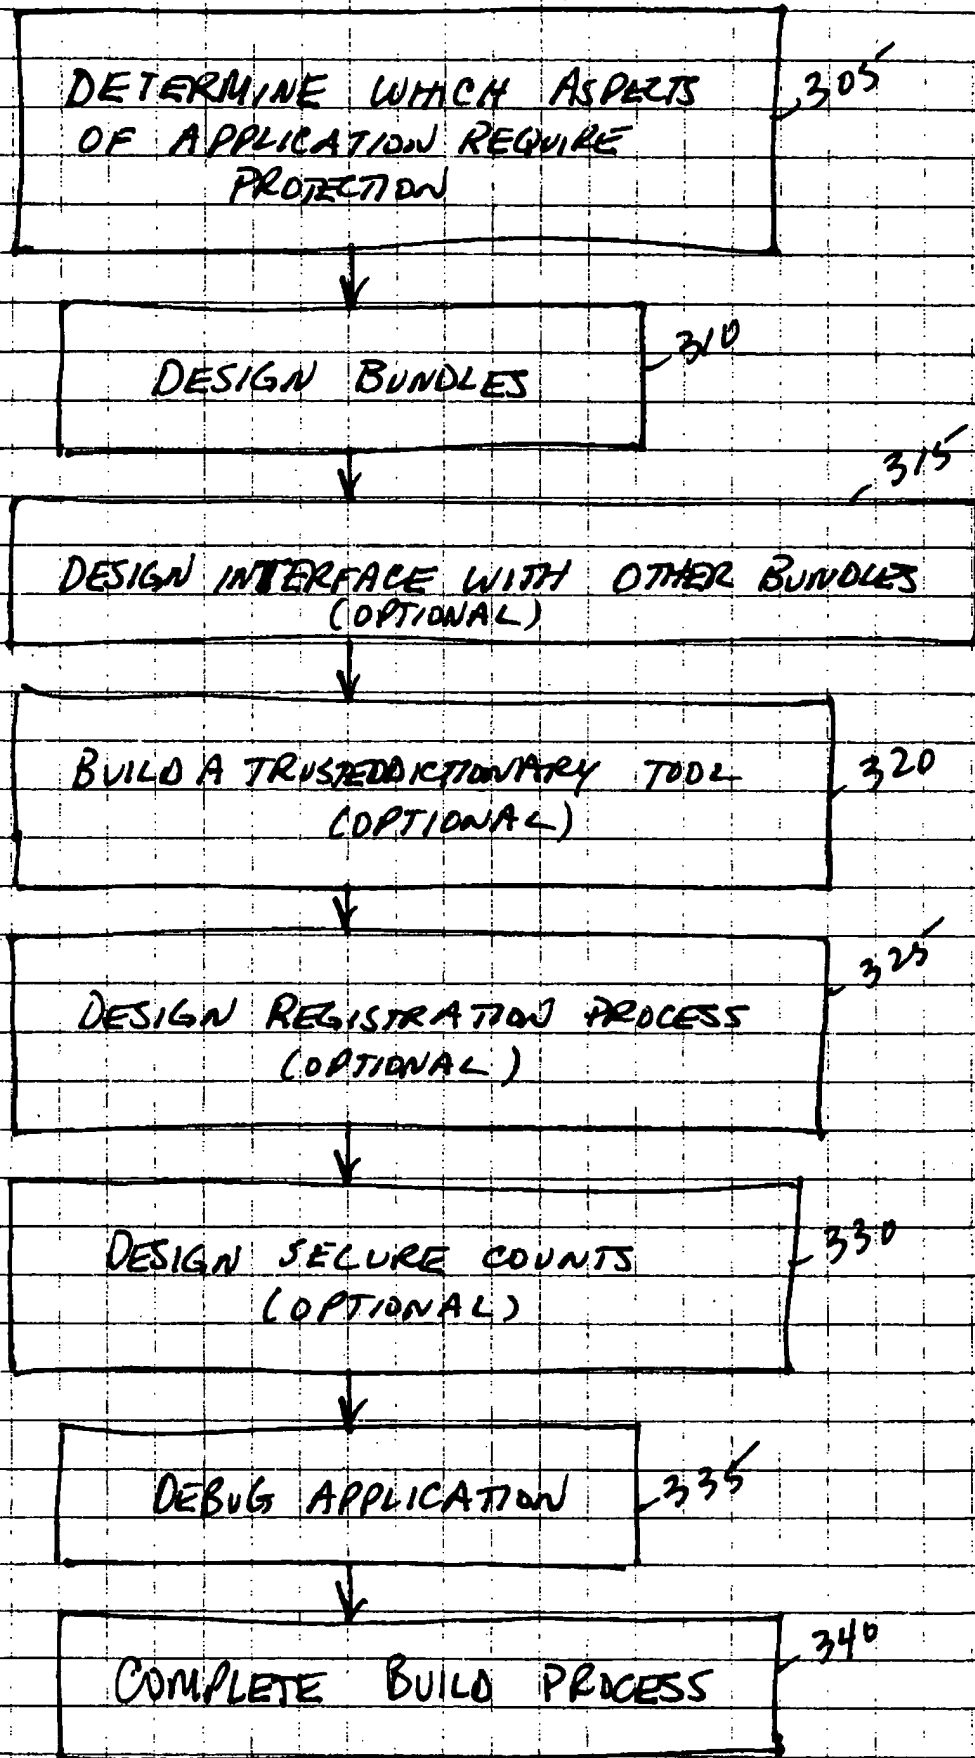 DETERMINE WHICH ASPECTS
305
OF APPLICATION REQUIRE
PROTECTION
310
DESIGN BUNDLES
315
DESIGN INTERFACE WITH OTHER BUNDLES
(OPTIONAL)
BUILD A TRUSTEDDICTIONARY TOOL
320
(OPTIONAL)
325
DESIGN REGISTRATION PROCESS
(OPTIONAL)
DESIGN SECURE COUNTS
330
(OPTIONAL)
DEBUG APPLICATION
335
340
COMPLETE BUILD PROCESS